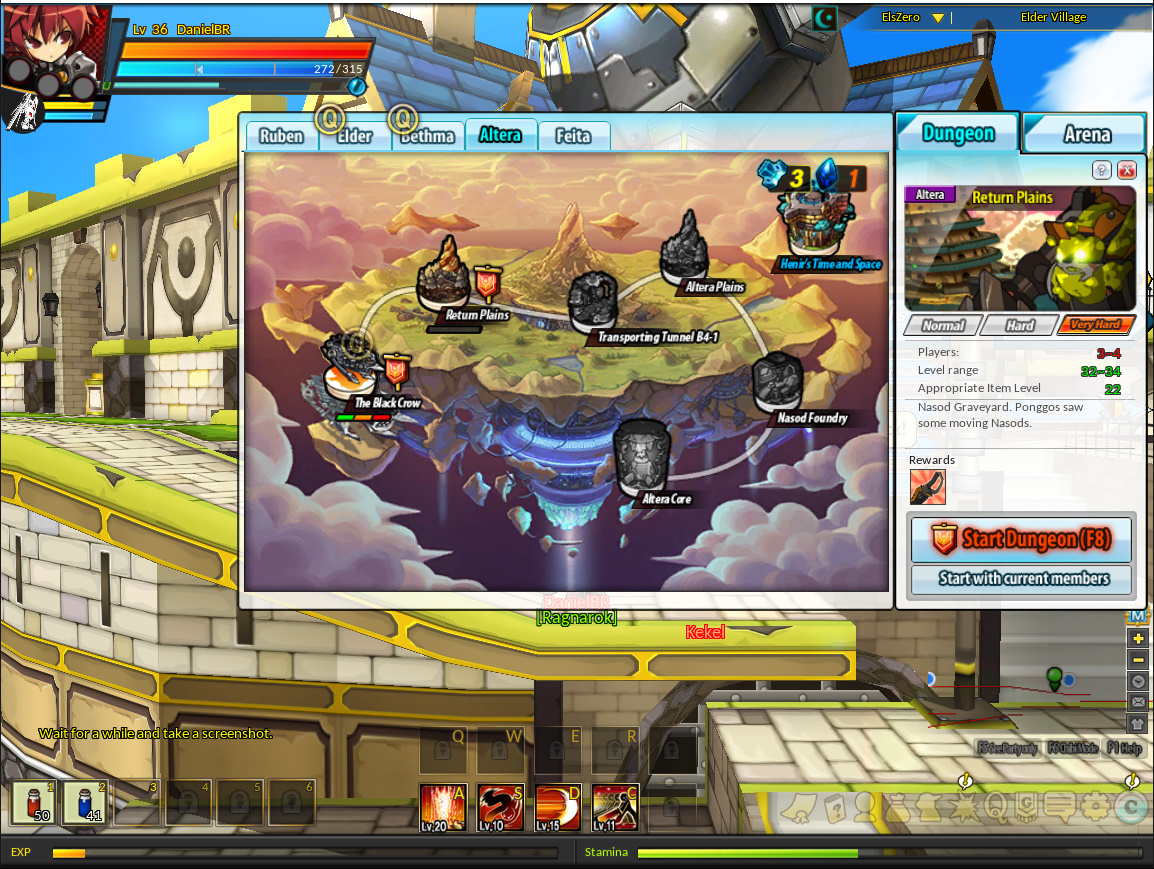 Lv 36 DanielBR
272/315
ElsZero
Elder Village
Q
Q
Ruben
Elder
Bethma
Altera
Feita
Dungeon
Arena
?
X
3
1
Henir's Time and Space
Altera Plains
Return Plains
Transporting Tunnel B4-1
The Black Crow
Nasod Foundry
Altera Core
Altera
Return Plains
Normal
Hard
Very Hard
Players: 3~4
Level range 32~34
Appropriate Item Level 22
Nasod Graveyard. Ponggos saw
some moving Nasods.
Rewards
Start Dungeon (F8)
Start with current members
DanielBR
[Ragnarok]
Kekel
M
Wait for a while and take a screenshot.
Q
W
E
R
F1 Help
1
50
2
41
3
4
5
6
A
Lv.20
S
Lv.10
D
Lv.15
C
Lv.11
EXP
Stamina